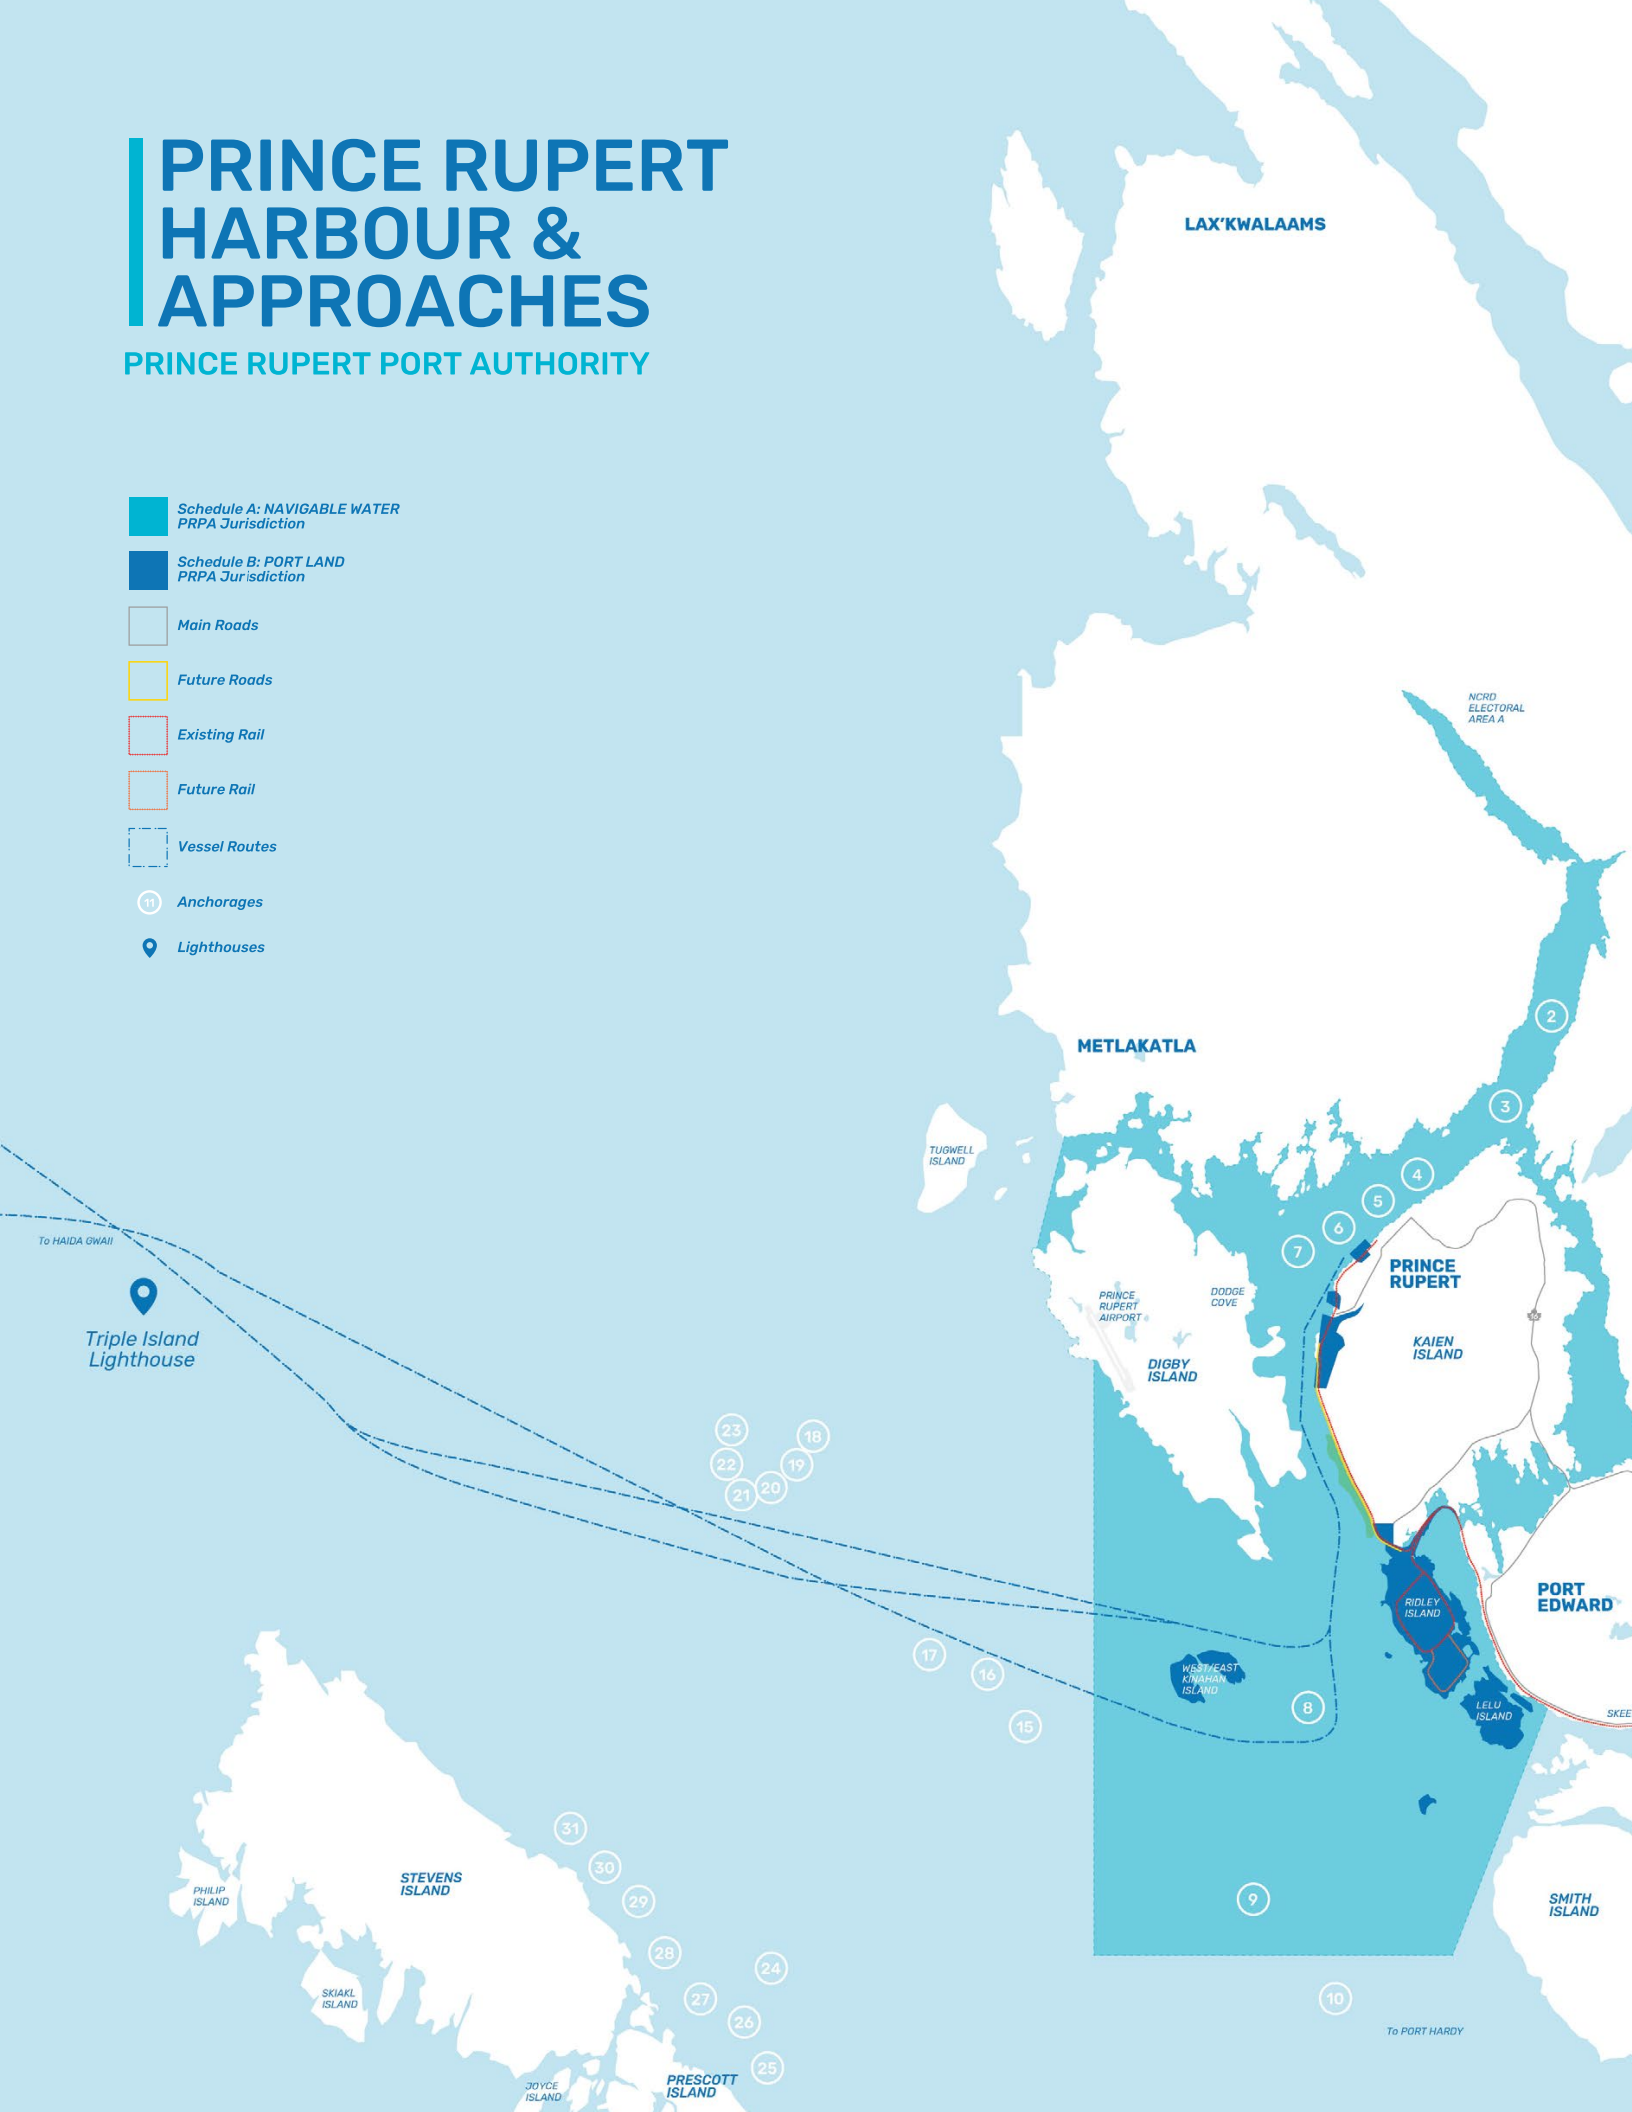 PRINCE RUPERT
HARBOUR &
APPROACHES
PRINCE RUPERT PORT AUTHORITY
LAX'KWALAAMS
Schedule A: NAVIGABLE WATER
PRPA Jurisdiction
Schedule B: PORT LAND
PRPA Jurisdiction
Main Roads
Future Roads
Existing Rail
Future Rail
Vessel Routes
11
Anchorages
Lighthouses
NCRD
ELECTORAL
AREA A
2
METLAKATLA
3
TUGWELL
ISLAND
4
5
6
7
To HAIDA GWAII
PRINCE
RUPERT
PRINCE
RUPERT
AIRPORT
DODGE
COVE
Triple Island
Lighthouse
KAIEN
ISLAND
DIGBY
ISLAND
23
18
22
19
21
20
PORT
EDWARD
RIDLEY
ISLAND
17
16
WEST/EAST
KINAHAN
ISLAND
8
LELU
ISLAND
SKEE
15
31
30
STEVENS
ISLAND
PHILIP
ISLAND
29
9
SMITH
ISLAND
28
24
SKIAKL
ISLAND
27
10
26
To PORT HARDY
25
JOYCE
ISLAND
PRESCOTT
ISLAND